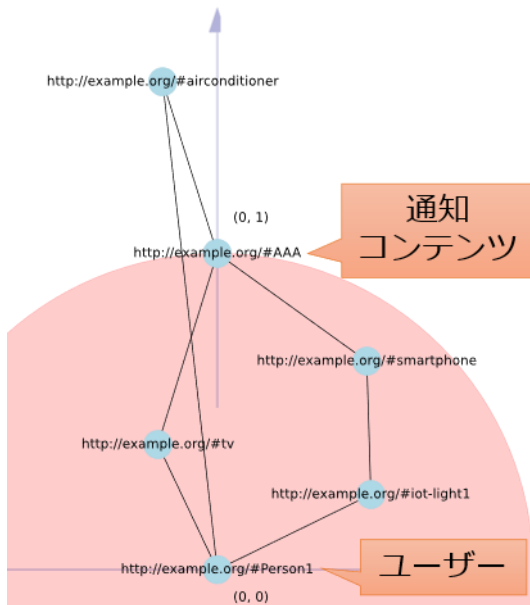 http://example.org/#airconditioner
(0, 1)
通知
コンテンツ
http://example.org/#AAA
http://example.org/#smartphone
http://example.org/#tv
http://example.org/#iot-light1
http://example.org/#Person1
ユーザー
(0, 0)